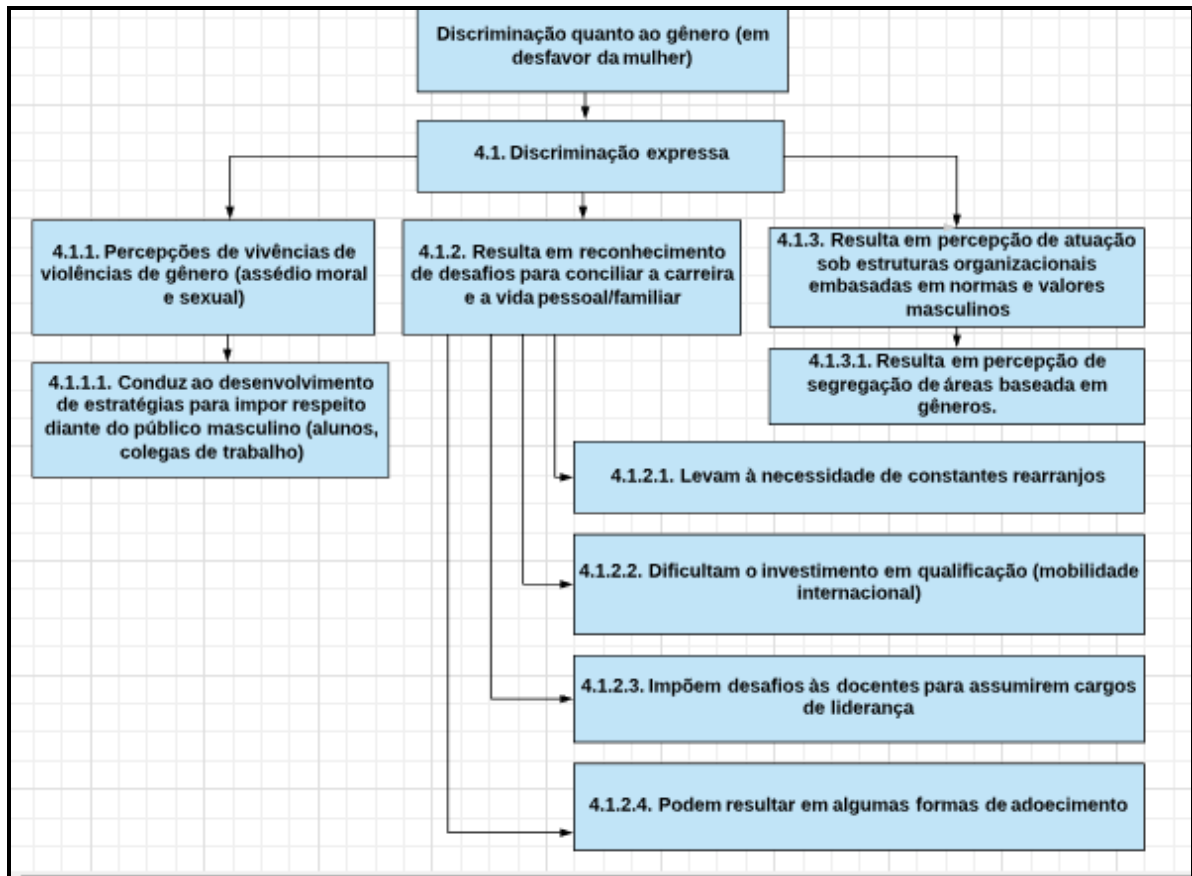 Discriminação quanto ao gênero (em
desfavor da mulher)
4.1. Discriminação expressa
4.1.1. Percepções de vivências de
violências de gênero (assédio moral
e sexual)
4.1.1.1. Conduz ao desenvolvimento
de estratégias para impor respeito
diante do público masculino (alunos,
colegas de trabalho)
4.1.2. Resulta em reconhecimento
de desafios para conciliar a carreira
e a vida pessoal/familiar
4.1.3. Resulta em percepção de atuação
sob estruturas organizacionais
embasadas em normas e valores
masculinos
4.1.3.1. Resulta em percepção de
segregação de áreas baseada em
gêneros.
4.1.2.1. Levam à necessidade de constantes rearranjos
4.1.2.2. Dificultam o investimento em qualificação (mobilidade
internacional)
4.1.2.3. Impõem desafios às docentes para assumirem cargos
de liderança
4.1.2.4. Podem resultar em algumas formas de adoecimento